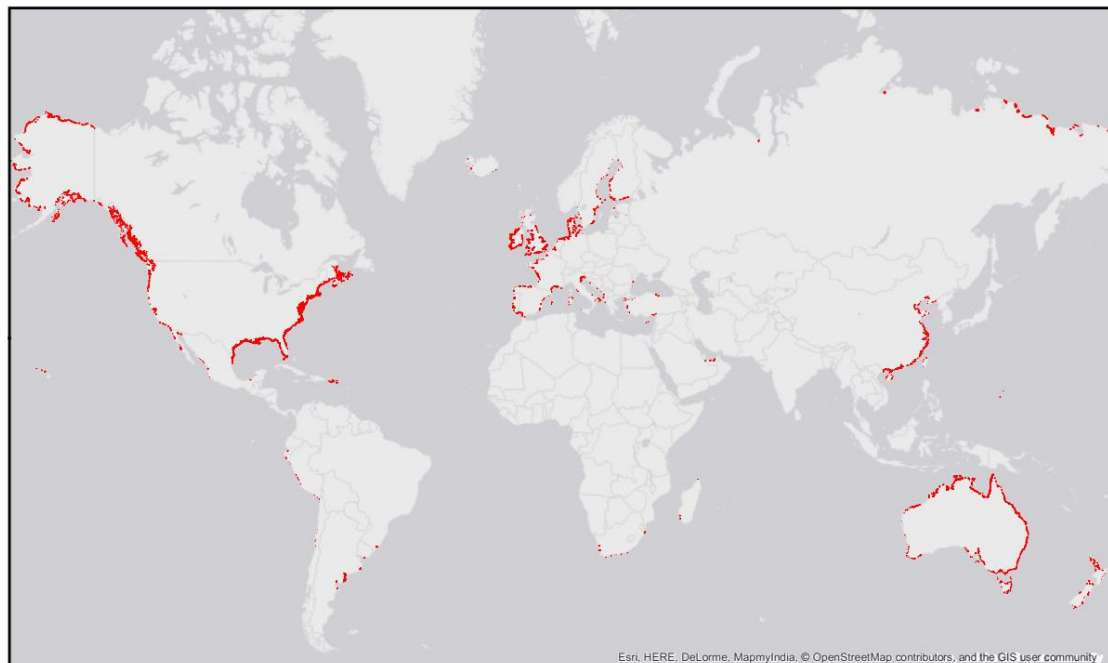 Esri, HERE, DeLorme, MapmyIndia, © OpenStreetMap contributors, and the GIS user community